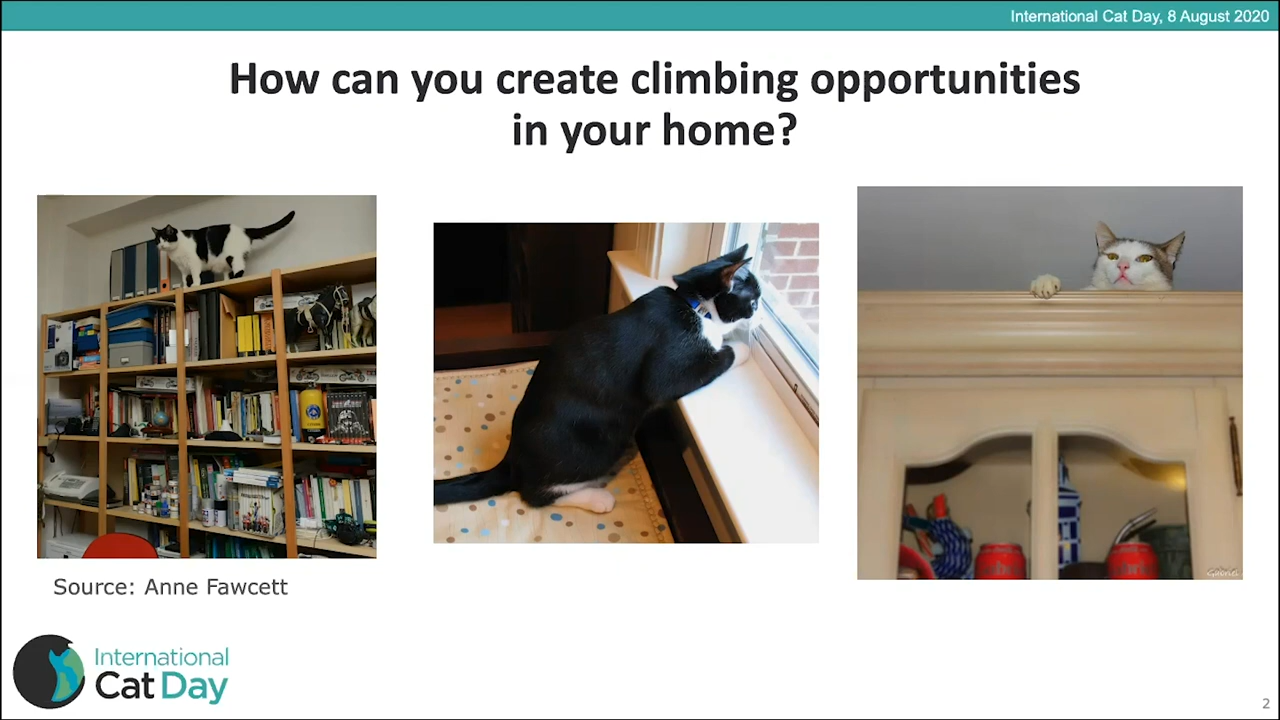 International Cat Day, 8 August 2020
How can you create climbing opportunities
in your home?
Gabriel
Source: Anne Fawcett
International
Cat Day
2